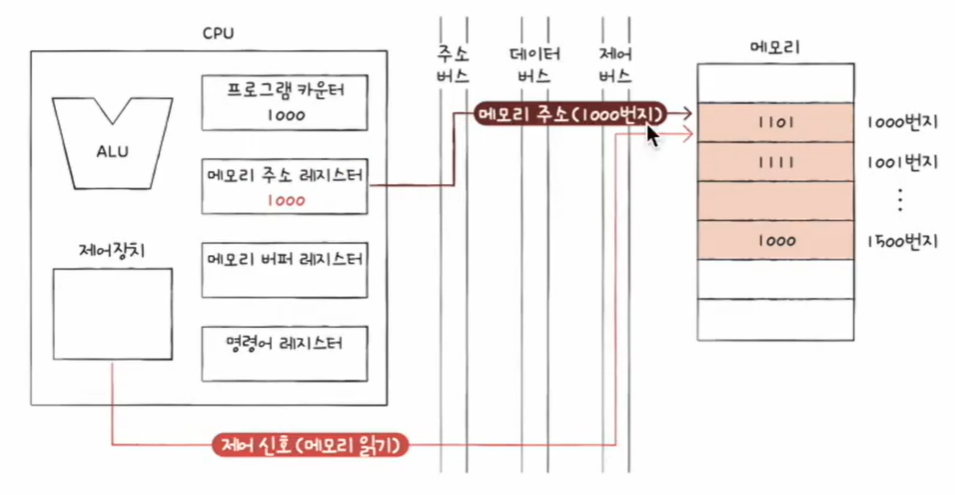 CPU
ALU
프로그램 카운터
1000
메모리 주소 레지스터
1000
제어장치
메모리 버퍼 레지스터
명령어 레지스터
제어 신호(메모리 읽기)
주소
버스
데이터
버스
제어
버스
메모리 주소(1000번지)
메모리
1101
1000번지
1111
1001번지
1000
1500번지